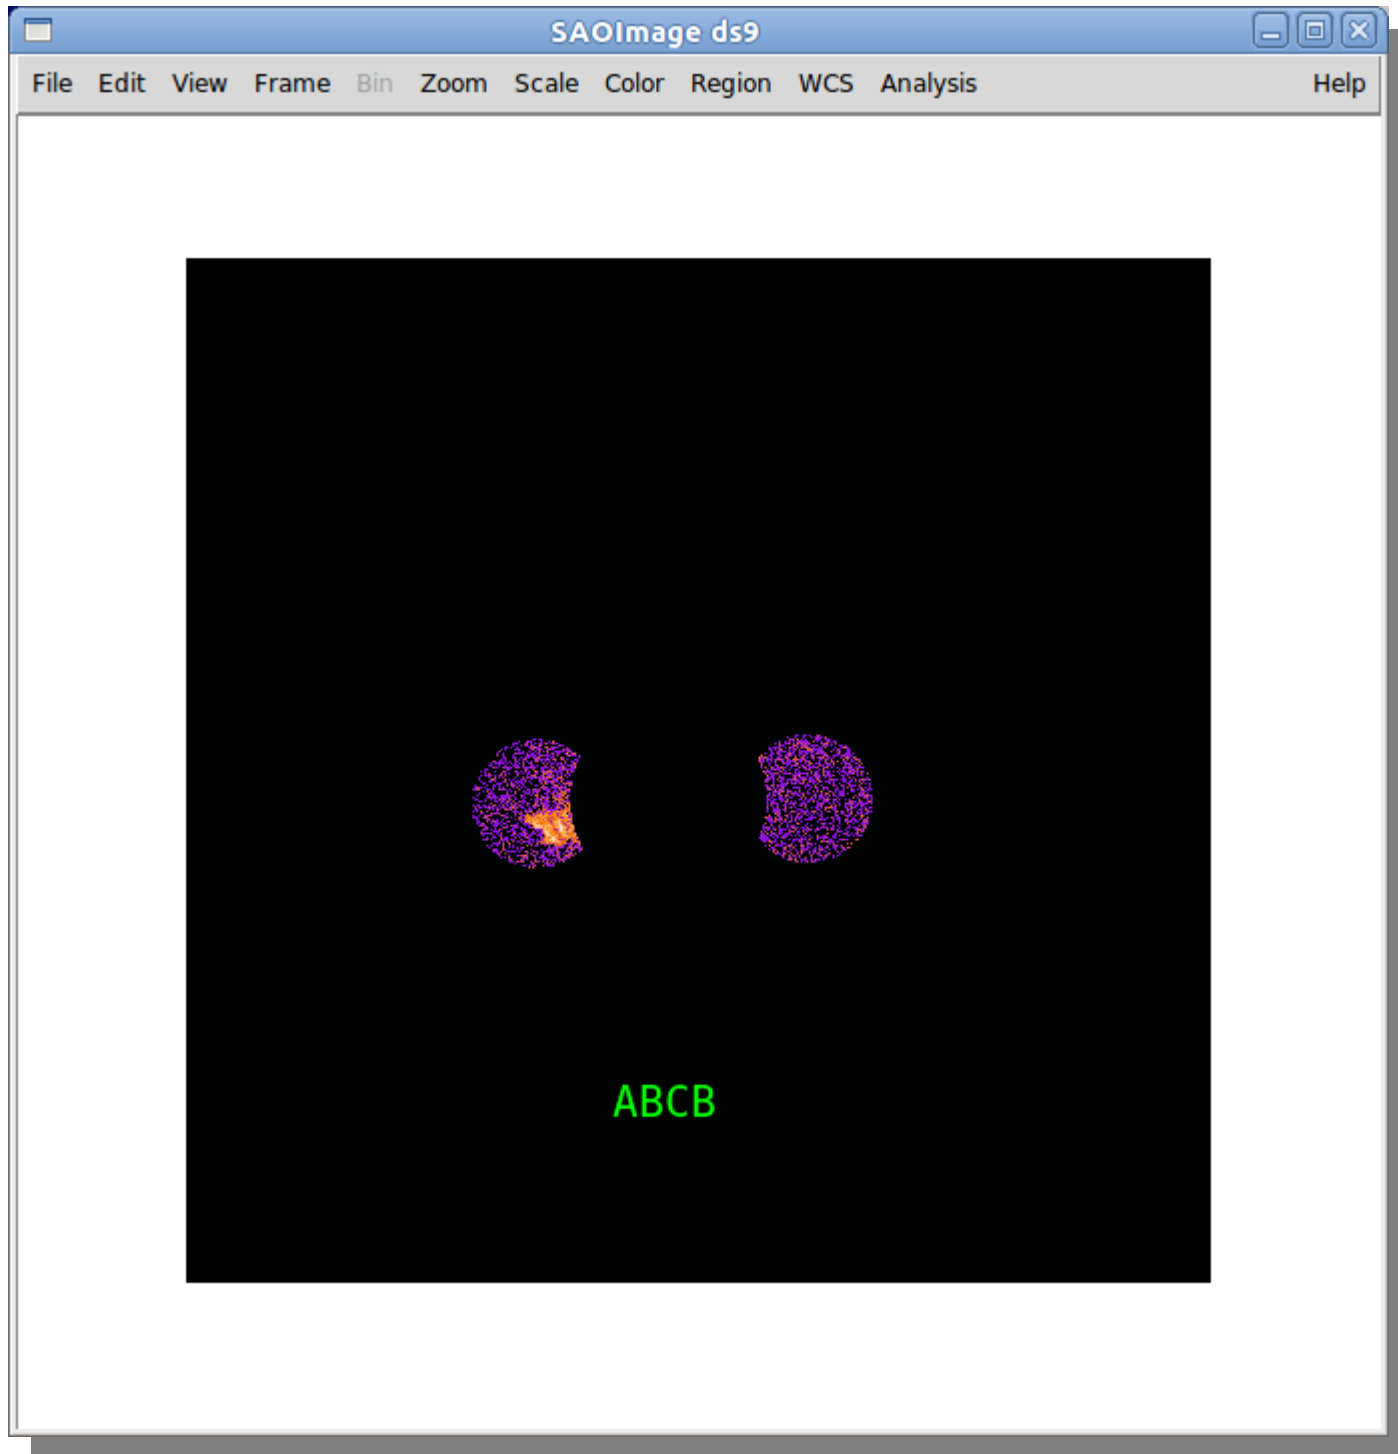 SAOImage ds9
File Edit View Frame Bin Zoom Scale Color Region WCS Analysis Help
ABCB